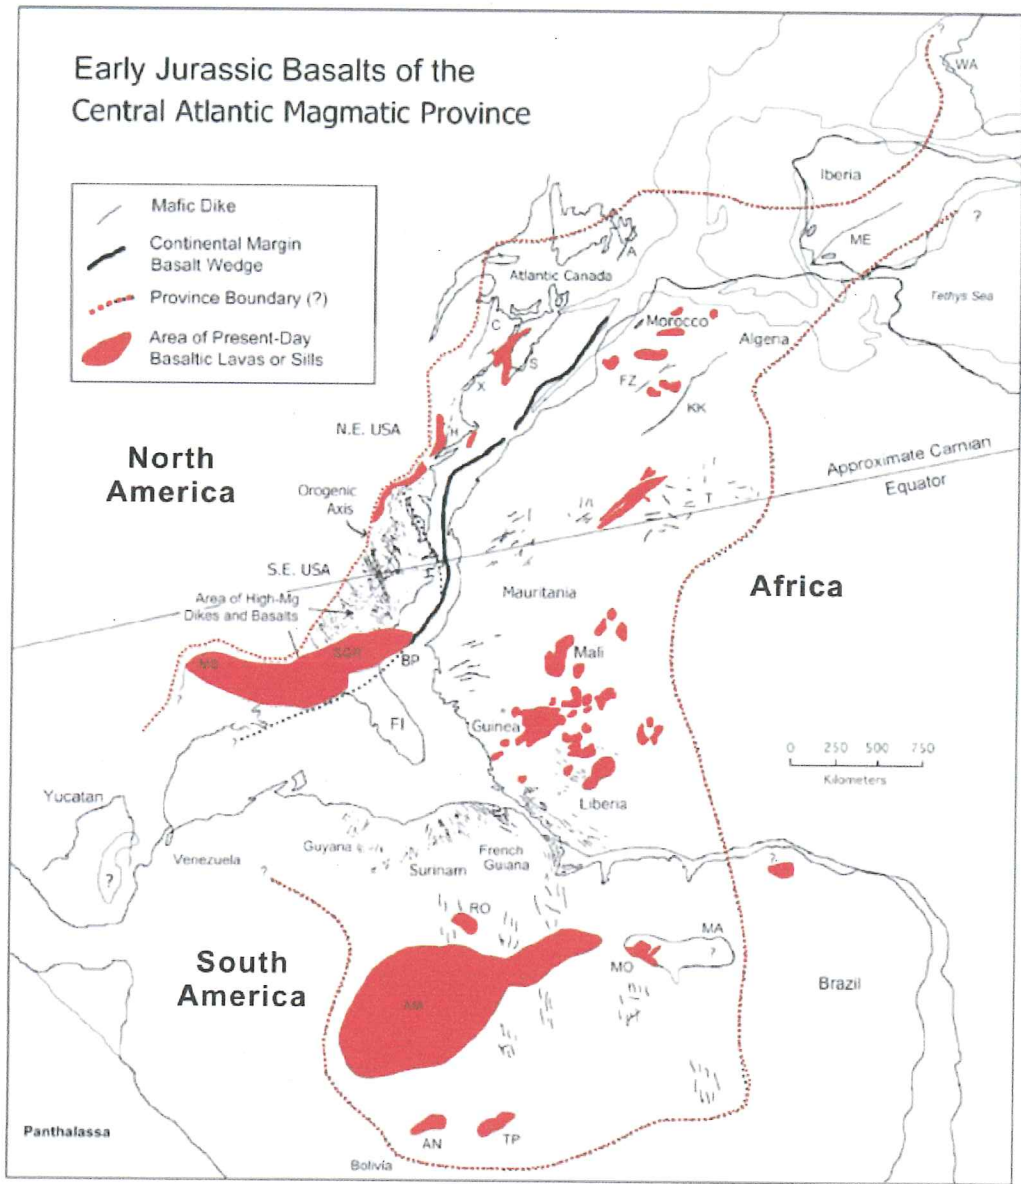 Early Jurassic Basalts of the
Central Atlantic Magmatic Province
Mafic Dike
Continental Margin
Basalt Wedge
Province Boundary (?)
Area of Present-Day
Basaltic Lavas or Sills
?
WA
Iberia
?
ME
A
Atlantic Canada
Tethys Sea
C
Morocco
Algeria
S
FZ
X
KK
N.E. USA
H
North
America
Approximate Carnian
Equator
Orogenic
Axis
T
S.E. USA
Africa
Mauritania
Area of High-Mg
Dikes and Basalts
Mali
BP
FI
Guinea
0 250 500 750
Kilometers
?
Liberia
Yucatan
Guyana
French
Guiana
Venezuela
Surinam
?
?
?
RO
MA
?
MO
South
America
Brazil
AM
Panthalassa
AN
TP
Bolivia